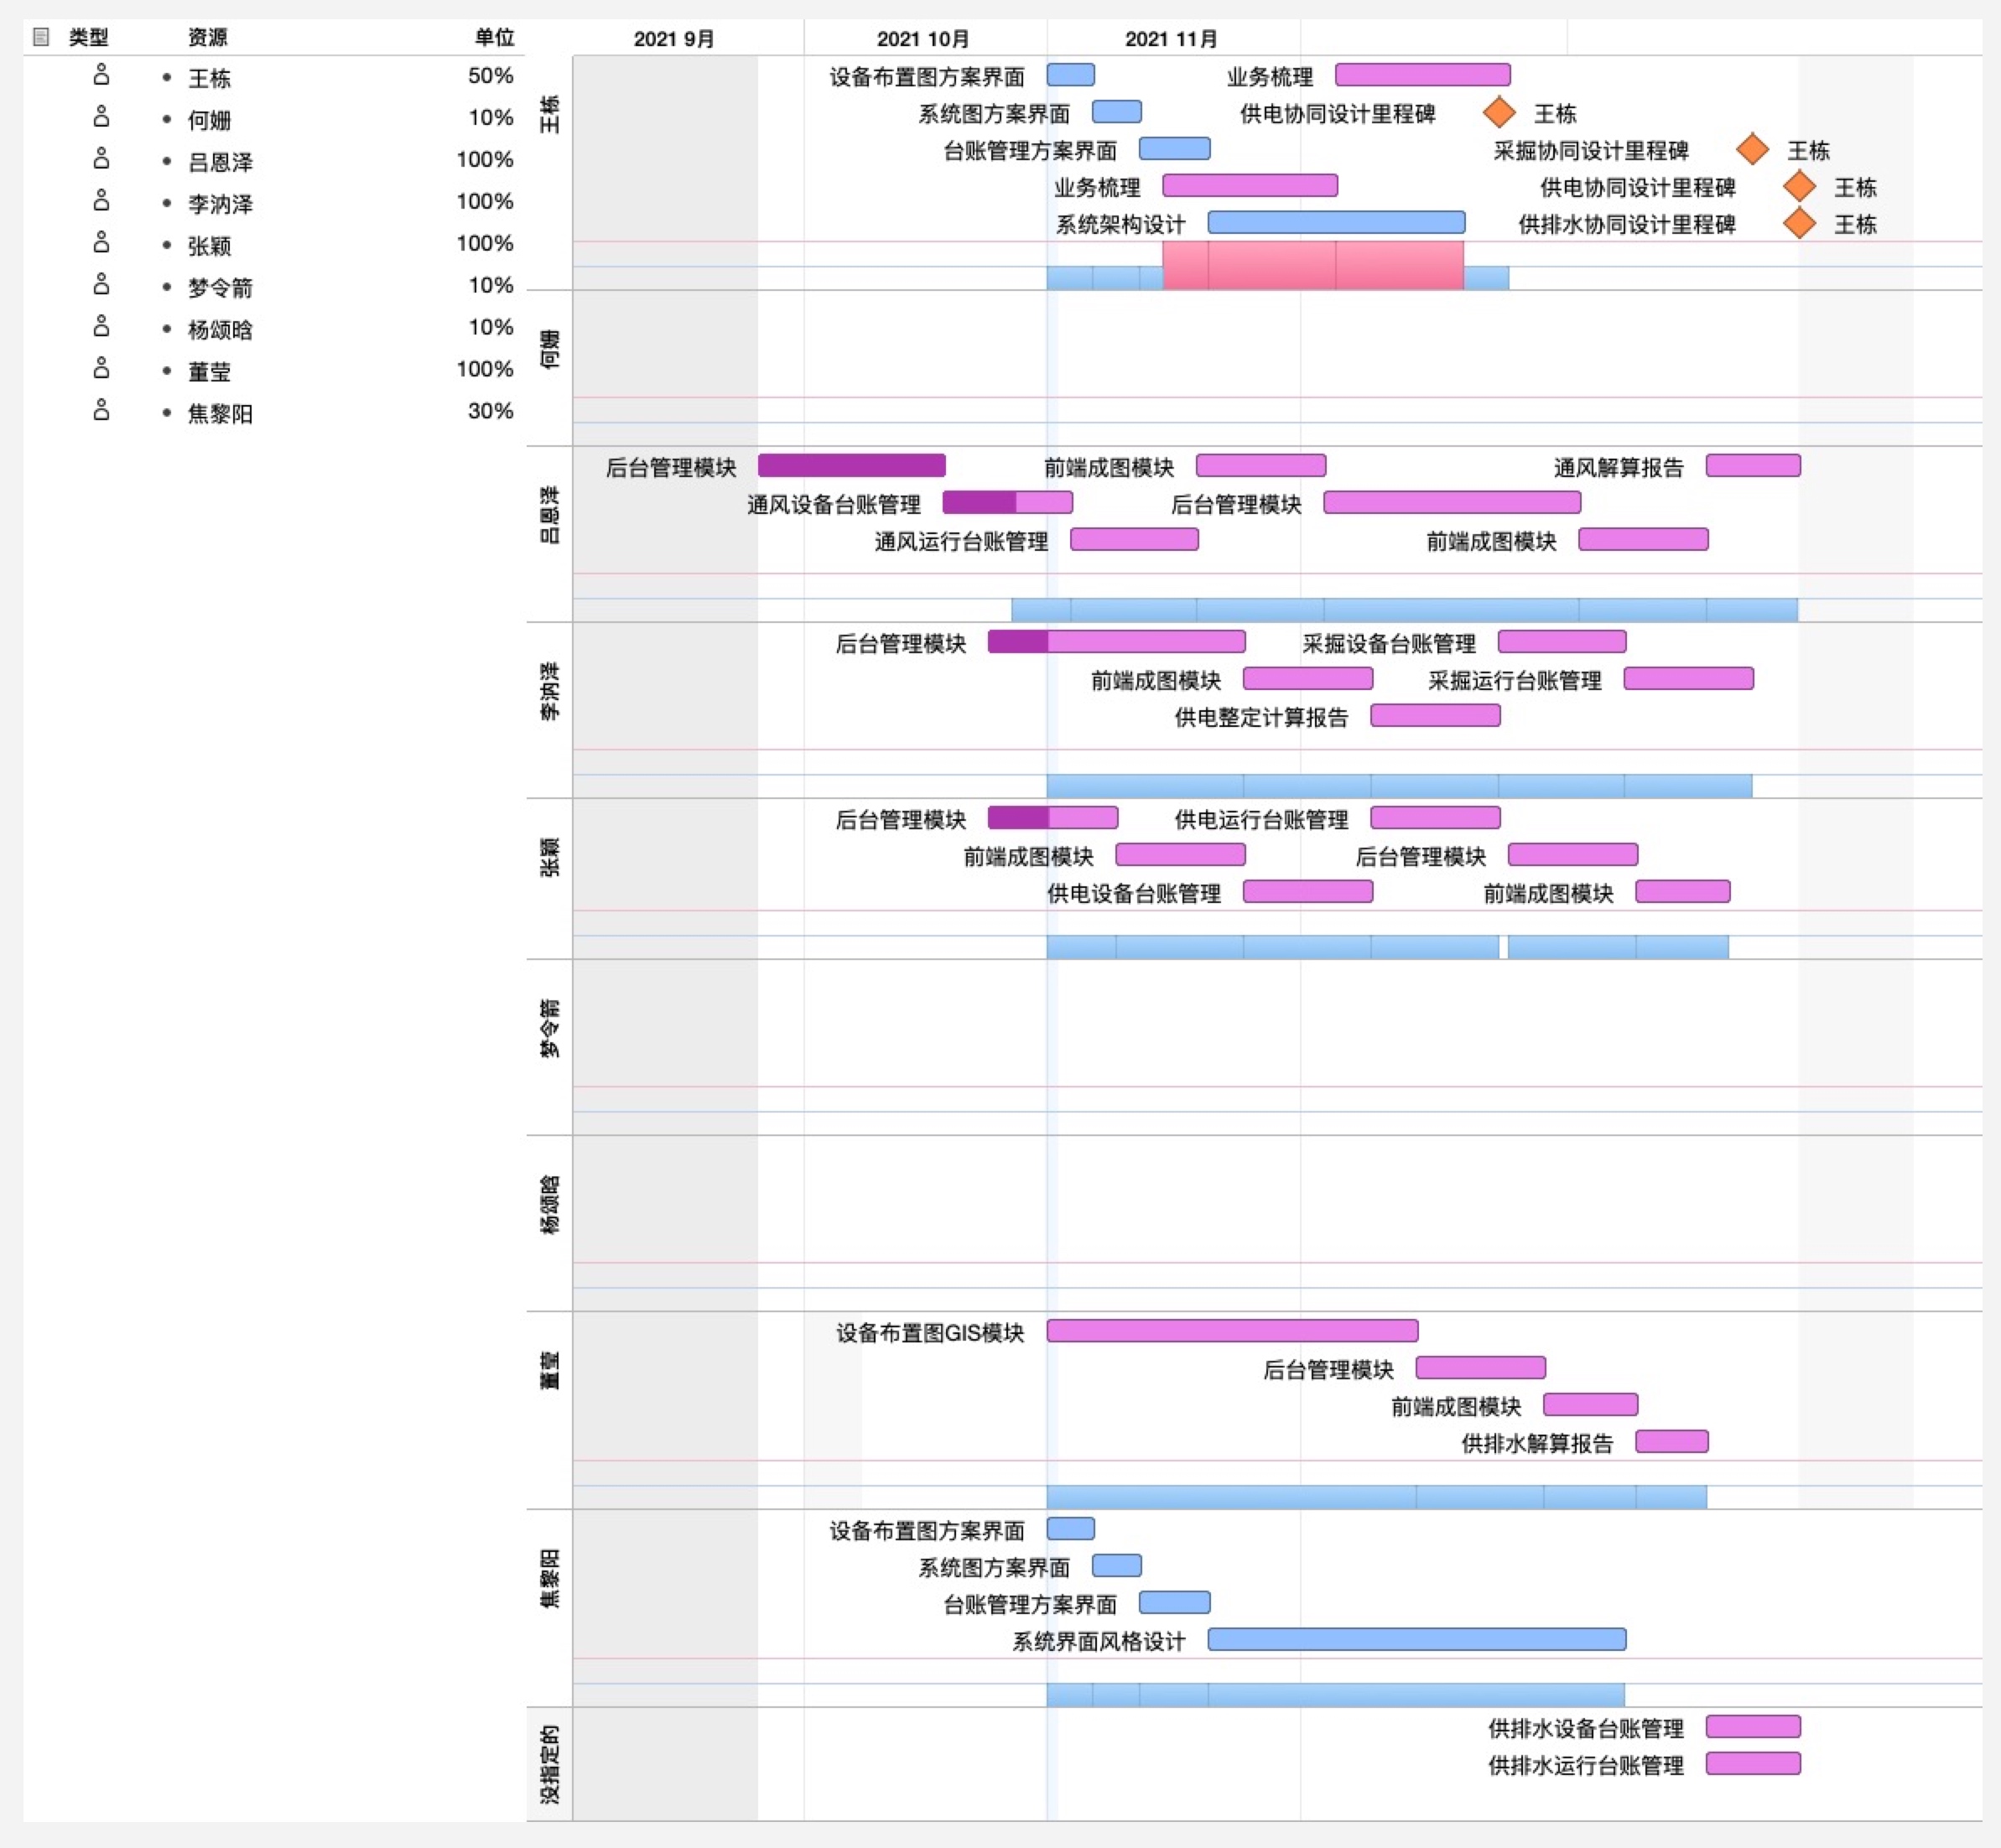 类型 资源 单位
王栋 50%
何姗 10%
吕恩泽 100%
李汭泽 100%
张颖 100%
梦令箭 10%
杨颂晗 10%
董莹 100%
焦黎阳 30%
2021 9月 2021 10月 2021 11月
王栋
设备布置图方案界面 业务梳理
系统图方案界面 供电协同设计里程碑 王栋
台账管理方案界面 采掘协同设计里程碑 王栋
业务梳理 供电协同设计里程碑 王栋
系统架构设计 供排水协同设计里程碑 王栋
何姗
吕恩泽
后台管理模块 前端成图模块 通风解算报告
通风设备台账管理 后台管理模块
通风运行台账管理 前端成图模块
李汭泽
后台管理模块 采掘设备台账管理
前端成图模块 采掘运行台账管理
供电整定计算报告
张颖
后台管理模块 供电运行台账管理
前端成图模块 后台管理模块
供电设备台账管理 前端成图模块
梦令箭
杨颂晗
董莹
设备布置图GIS模块
后台管理模块
前端成图模块
供排水解算报告
焦黎阳
设备布置图方案界面
系统图方案界面
台账管理方案界面
系统界面风格设计
没指定的
供排水设备台账管理
供排水运行台账管理